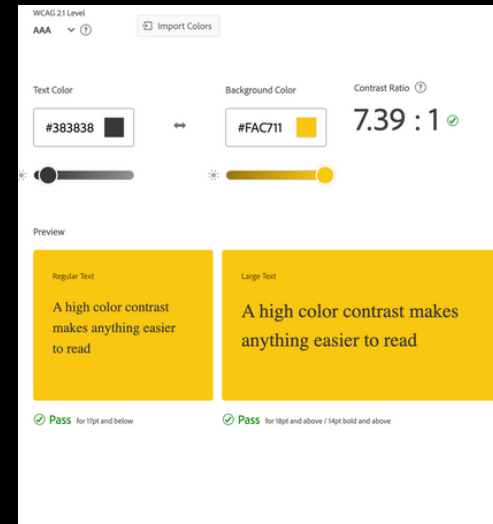 WCAG 2.1 Level
AAA
Import Colors
Text Color
Background Color
Contrast Ratio
#383838
#FAC711
7.39 : 1
Preview
Regular Text
A high color contrast
makes anything easier
to read
Large Text
A high color contrast makes
anything easier to read
Pass for 17pt and below
Pass for 18pt and above / 14pt bold and above